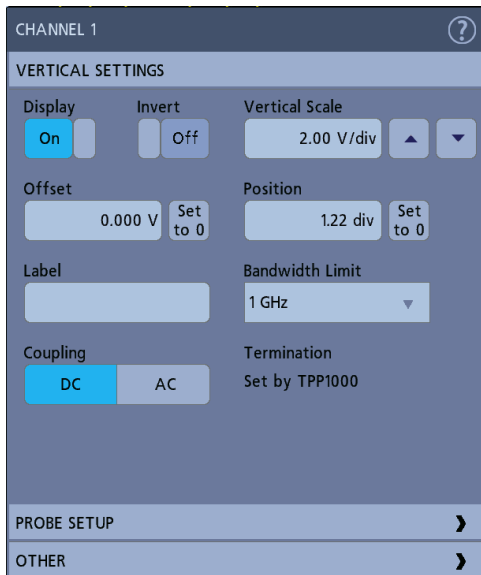 CHANNEL 1
?
VERTICAL SETTINGS
Display Invert Vertical Scale
On Off 2.00 V/div
Offset Position
0.000 V Set to 0 1.22 div Set to 0
Label Bandwidth Limit
1 GHz
Coupling Termination
DC AC Set by TPP1000
PROBE SETUP
OTHER